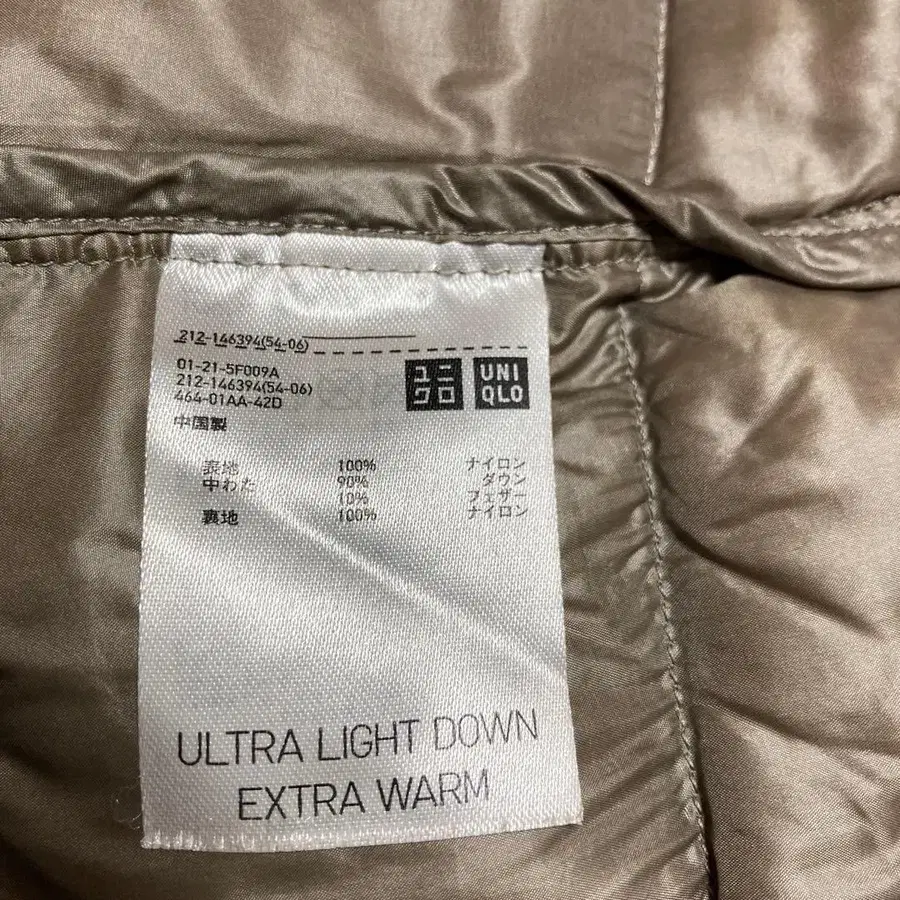 212-146394(54-06)
01-21-5F009A
212-146394(54-06)
464-01AA-42D
中国製
ユニクロ
UNIQLO
表地 100% ナイロン
中わた 90% ダウン
10% フェザー
裏地 100% ナイロン
ULTRA LIGHT DOWN
EXTRA WARM